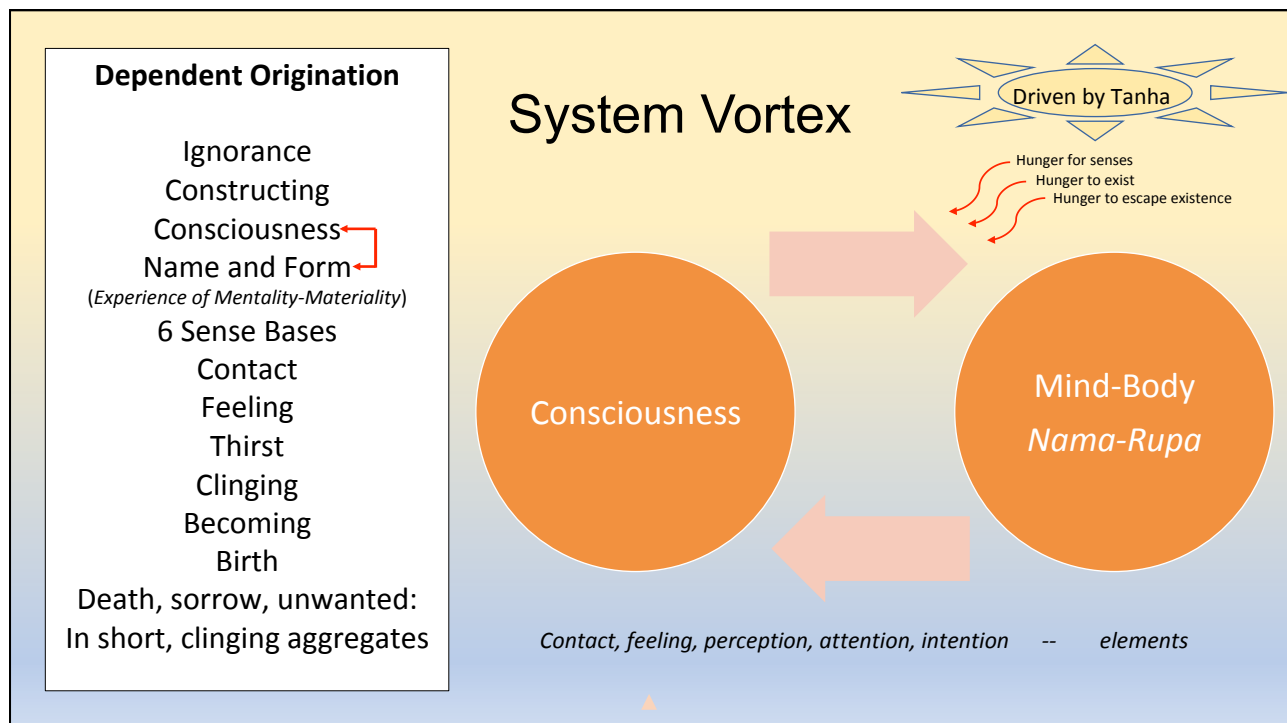 Dependent Origination
Ignorance
Constructing
Consciousness
Name and Form
(Experience of Mentality-Materiality)
6 Sense Bases
Contact
Feeling
Thirst
Clinging
Becoming
Birth
Death, sorrow, unwanted:
In short, clinging aggregates
System Vortex
Driven by Tanha
Hunger for senses
Hunger to exist
Hunger to escape existence
Consciousness
Mind-Body
Nama-Rupa
Contact, feeling, perception, attention, intention -- elements